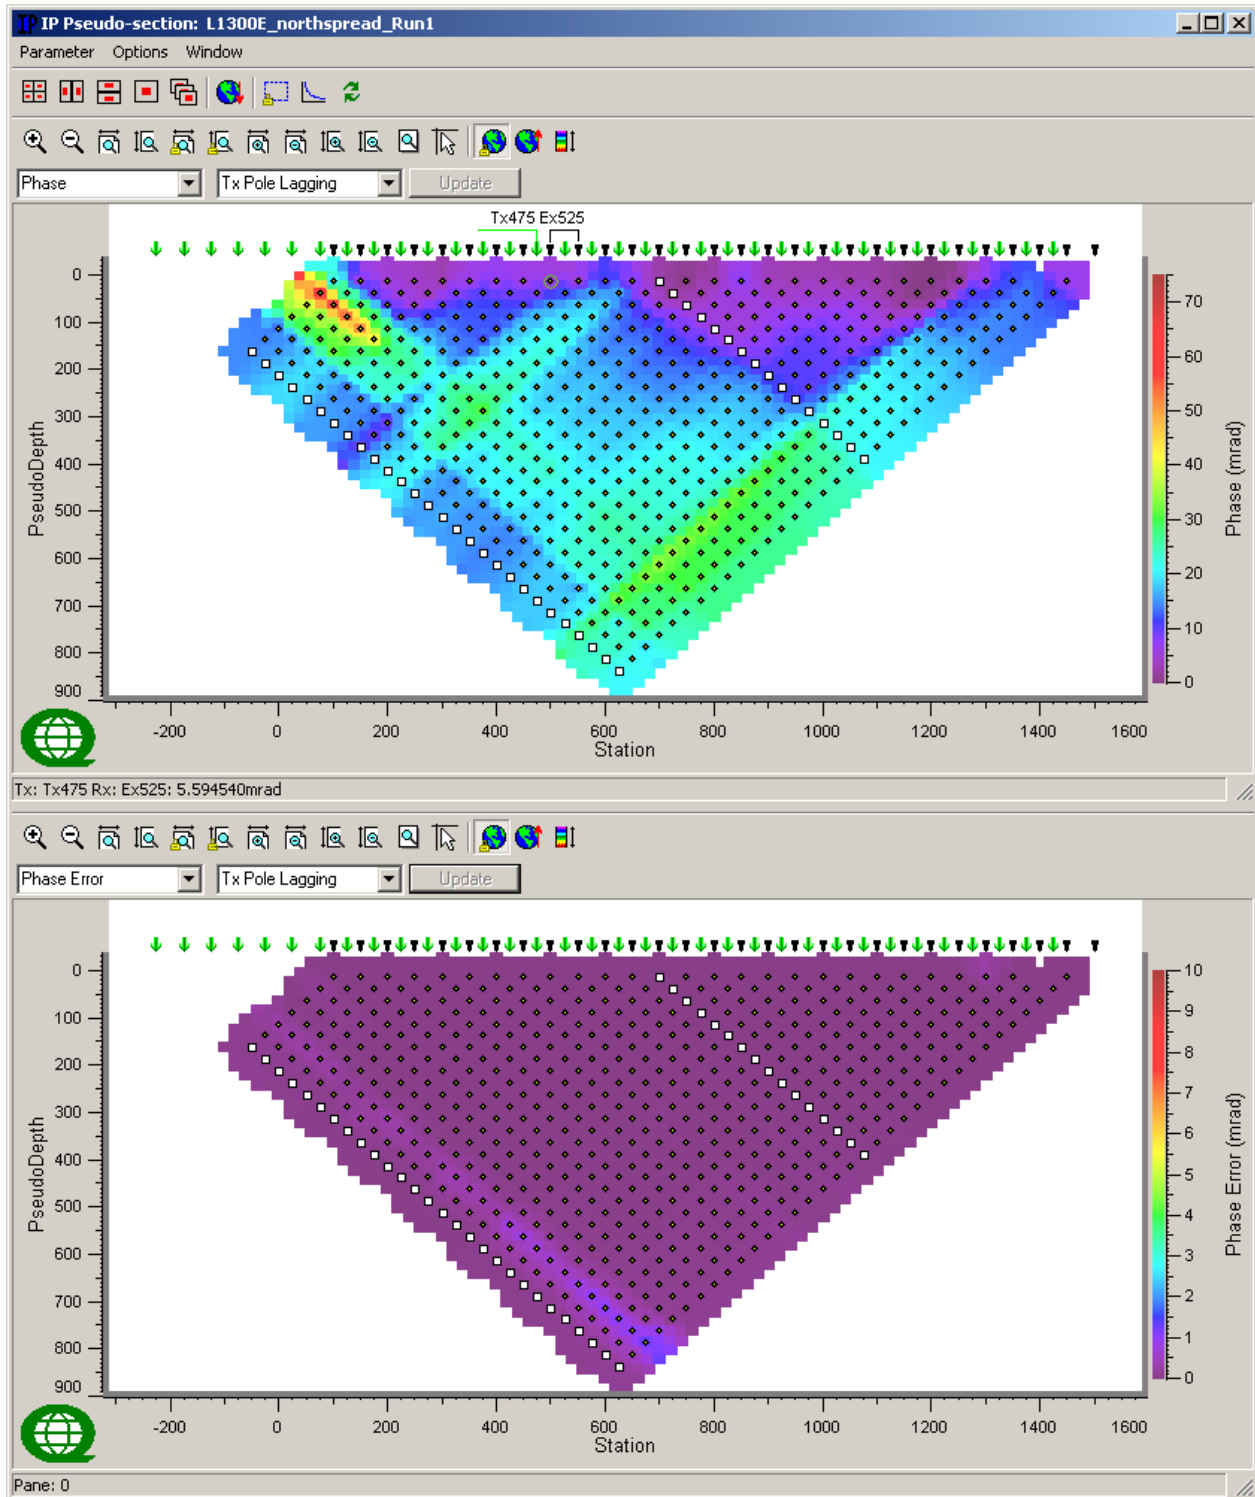 IP IP Pseudo-section: L1300E_northspread_Run1
Parameter Options Window
Phase Tx Pole Lagging Update
Tx475 Ex525
0
100
200
300
400
500
600
700
800
900
PseudoDepth
-200 0 200 400 600 800 1000 1200 1400 1600
Station
70
60
50
40
30
20
10
0
Phase (mrad)
Tx: Tx475 Rx: Ex525: 5.594540mrad
Phase Error Tx Pole Lagging Update
0
100
200
300
400
500
600
700
800
900
PseudoDepth
-200 0 200 400 600 800 1000 1200 1400 1600
Station
10
9
8
7
6
5
4
3
2
1
0
Phase Error (mrad)
Pane: 0